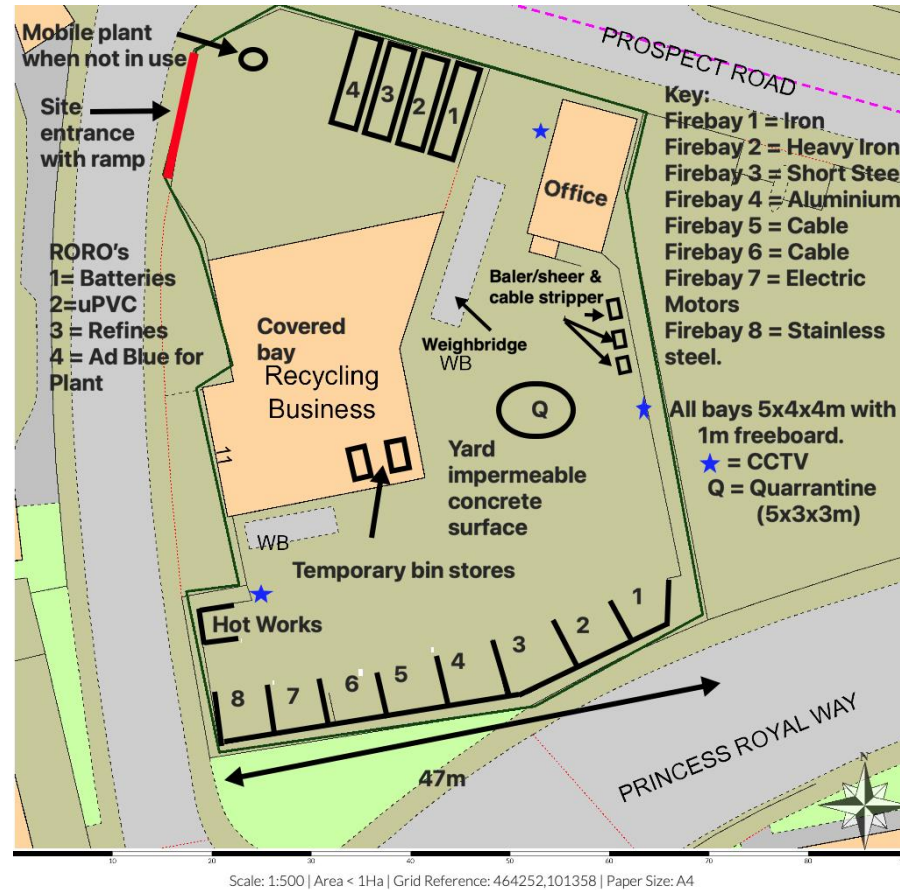 Mobile plant
when not in use
Site
entrance
with ramp
4
3
2
1
PROSPECT ROAD
Office
Key:
Firebay 1 = Iron
Firebay 2 = Heavy Iron
Firebay 3 = Short Stee
Firebay 4 = Aluminium
Firebay 5 = Cable
Firebay 6 = Cable
Firebay 7 = Electric
Motors
Firebay 8 = Stainless
steel.
RORO's
1= Batteries
2=uPVC
3 = Refines
4 = Ad Blue for
Plant
Covered
bay
Recycling
Business
11
Weighbridge
WB
Baler/sheer &
cable stripper
All bays 5x4x4m with
1m freeboard.
= CCTV
Q = Quarrantine
(5x3x3m)
Q
Yard
impermeable
concrete
surface
WB
Temporary bin stores
Hot Works
8
7
6
5
4
3
2
1
47m
PRINCESS ROYAL WAY
N
10
20
30
40
50
60
70
80
Scale: 1:500 | Area < 1Ha | Grid Reference: 464252,101358 | Paper Size: A4